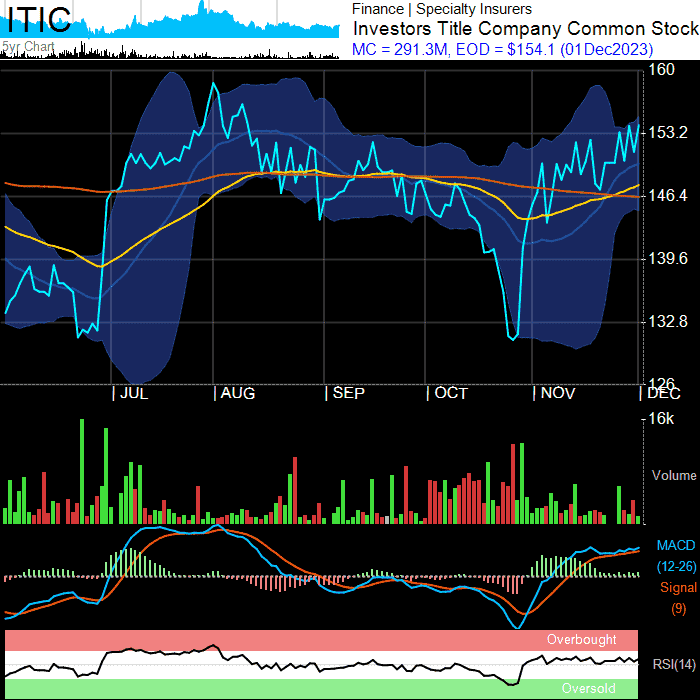 ITIC
5yr Chart
Finance | Specialty Insurers
Investors Title Company Common Stock
MC = 291.3M, EOD = $154.1 (01Dec2023)
160
153.2
146.4
139.6
132.8
126
JUL AUG SEP OCT NOV DEC
16k
Volume
MACD
(12-26)
Signal
(9)
Overbought
RSI(14)
Oversold